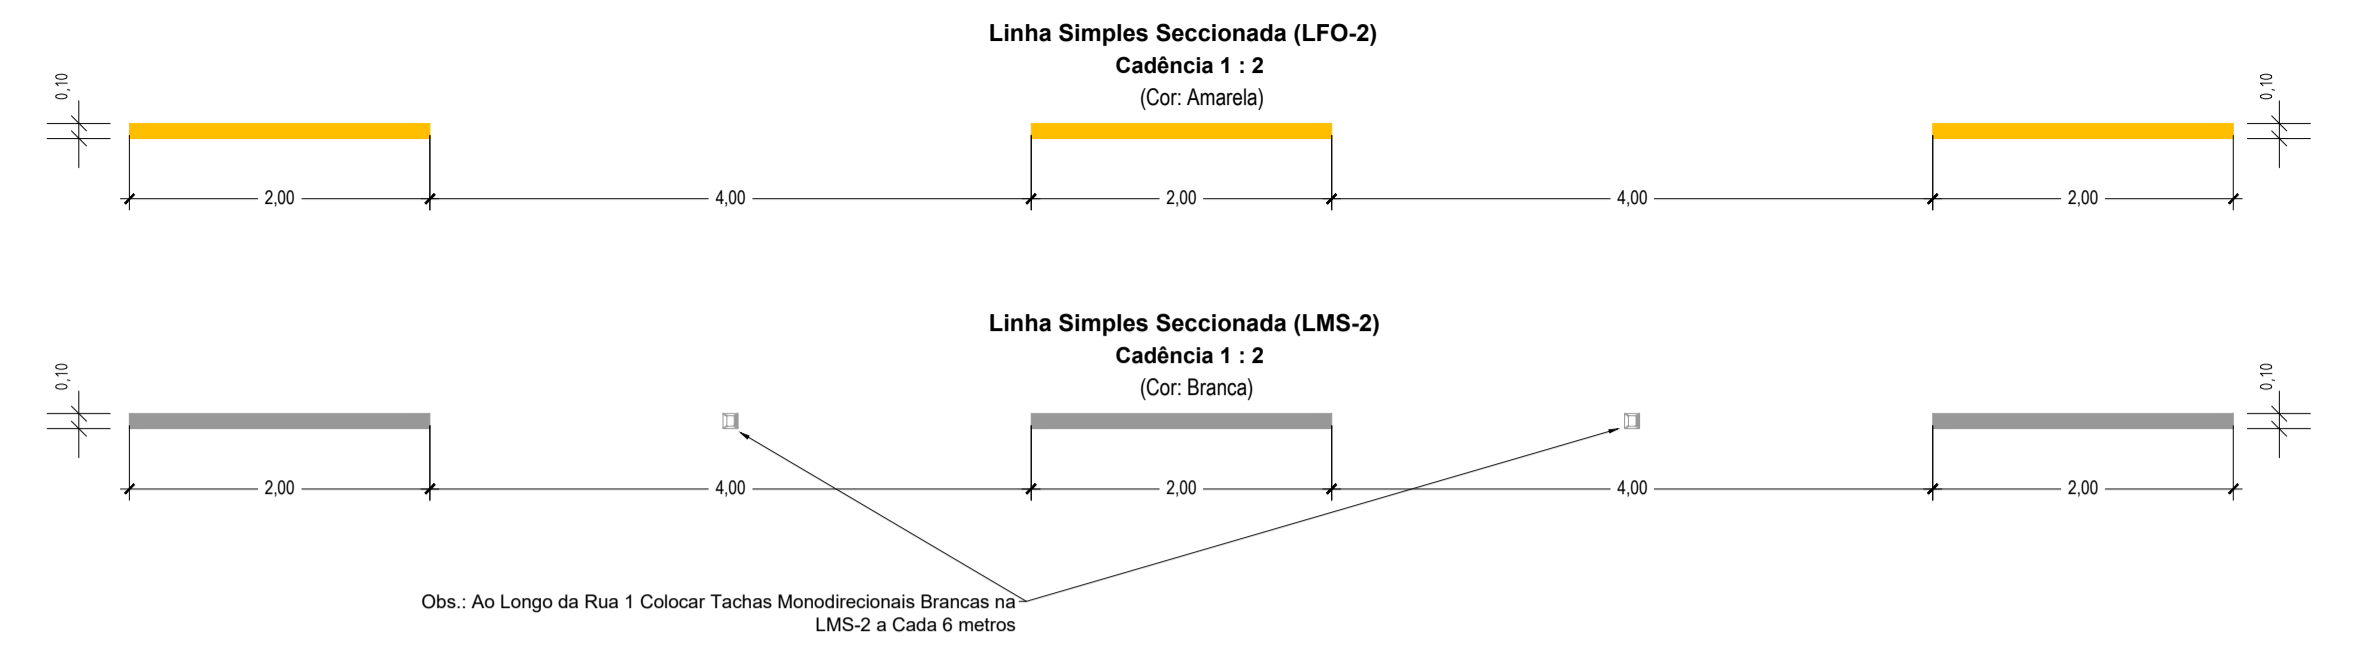 Linha Simples Seccionada (LFO-2)
Cadência 1 : 2
(Cor: Amarela)
0,10
0,10
2,00
4,00
2,00
4,00
2,00
Linha Simples Seccionada (LMS-2)
Cadência 1 : 2
(Cor: Branca)
0,10
0,10
2,00
4,00
2,00
4,00
2,00
Obs.: Ao Longo da Rua 1 Colocar Tachas Monodirecionais Brancas na
LMS-2 a Cada 6 metros